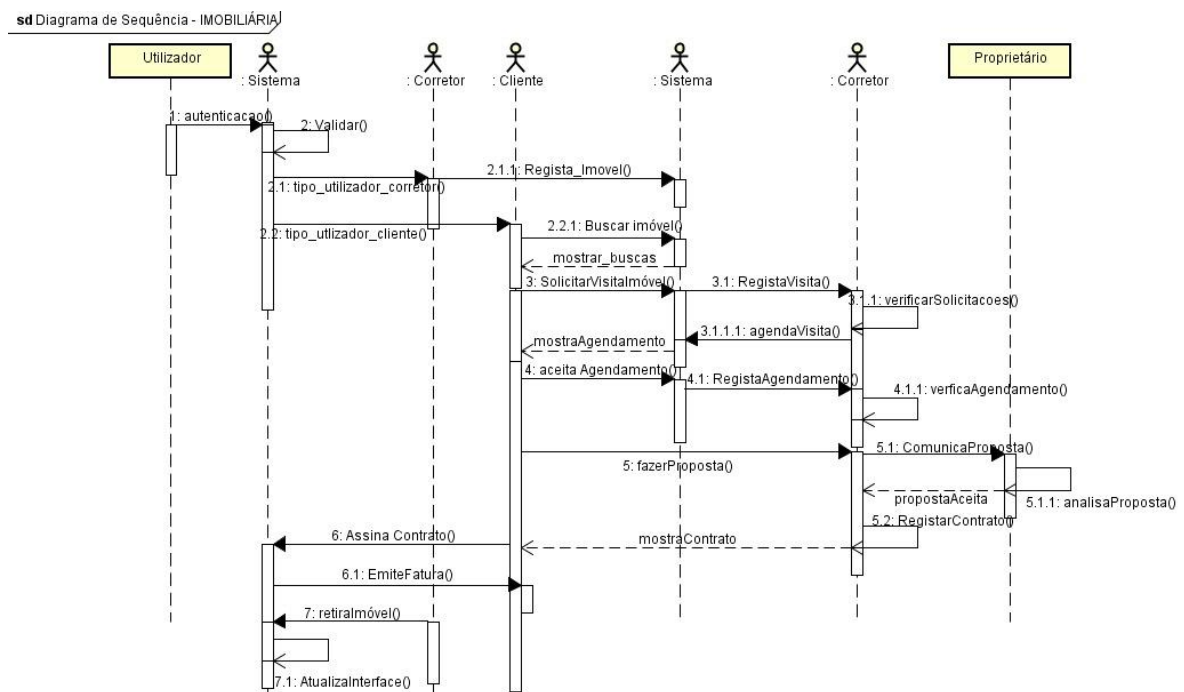 sd Diagrama de Sequência - IMOBILIÁRIA
Utilizador
: Sistema
: Corretor
: Cliente
: Sistema
: Corretor
Proprietário
1: autenticacao()
2: Validar()
2.1.1: Regista_Imovel()
2.1: tipo_utilizador_corretor()
2.2.1: Buscar imóvel()
2.2: tipo_utlizador_cliente()
mostrar_buscas
3: SolicitarVisitaImóvel()
3.1: RegistaVisita()
3.1.1: verificarSolicitacoes()
3.1.1.1: agendaVisita()
mostraAgendamento
4: aceita Agendamento()
4.1: RegistaAgendamento()
4.1.1: verficaAgendamento()
5.1: ComunicaProposta()
5: fazerProposta()
propostaAceita
5.1.1: analisaProposta()
5.2: RegistarContrato()
6: Assina Contrato()
mostraContrato
6.1: EmiteFatura()
7: retiraImóvel()
7.1: AtualizaInterface()